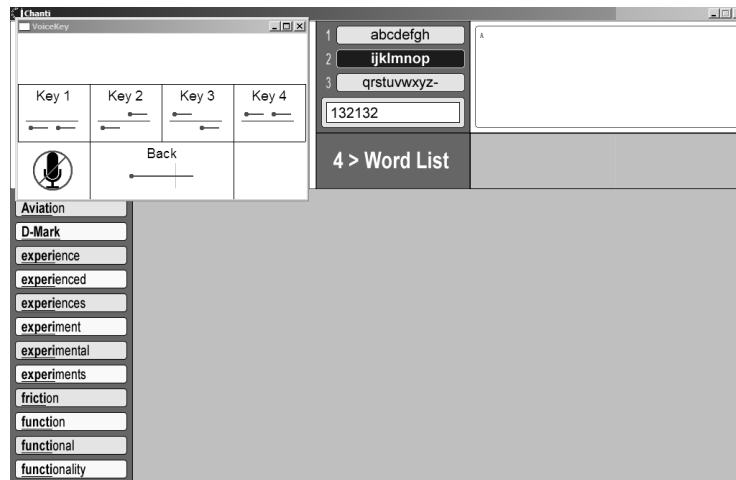 Chanti
VoiceKey
Key 1 Key 2 Key 3 Key 4
Back
1 abcdefgh
2 ijklmnop
3 qrstuvwxyz-
132132
4 > Word List
A
Aviation
D-Mark
experience
experienced
experiences
experiment
experimental
experiments
friction
function
functional
functionality